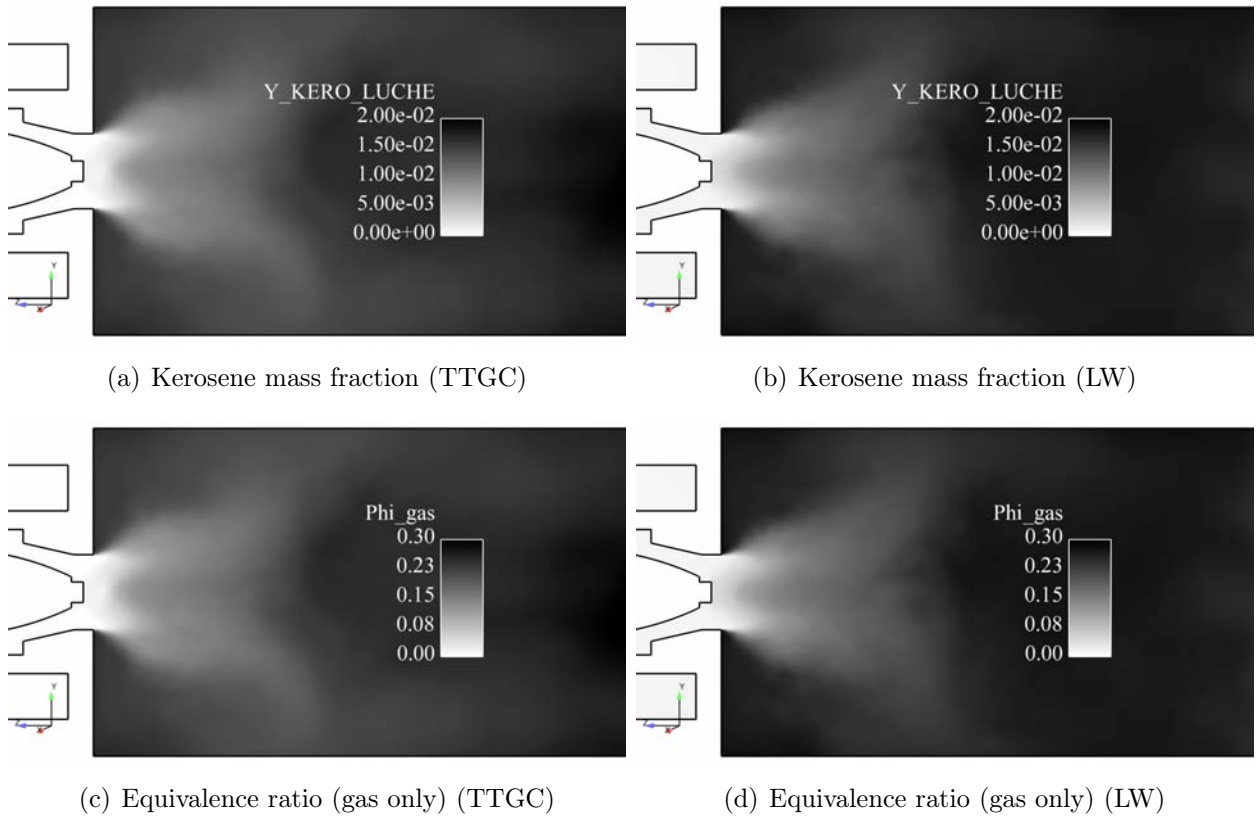 Y_KERO_LUCHE
2.00e-02
1.50e-02
1.00e-02
5.00e-03
0.00e+00
Y
Z
X
(a) Kerosene mass fraction (TTGC)
Y_KERO_LUCHE
2.00e-02
1.50e-02
1.00e-02
5.00e-03
0.00e+00
Y
Z
X
(b) Kerosene mass fraction (LW)
Phi_gas
0.30
0.23
0.15
0.08
0.00
Y
Z
X
(c) Equivalence ratio (gas only) (TTGC)
Phi_gas
0.30
0.23
0.15
0.08
0.00
Y
Z
X
(d) Equivalence ratio (gas only) (LW)